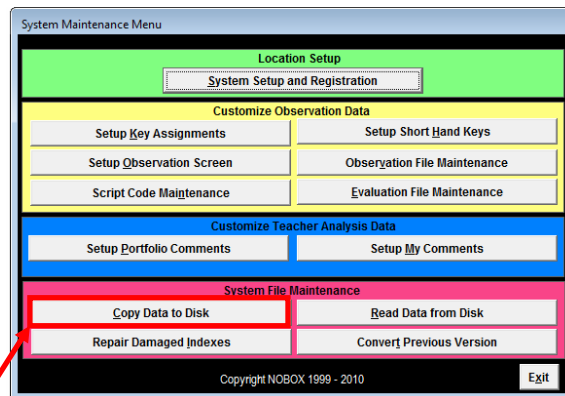 System Maintenance Menu
Location Setup
System Setup and Registration
Customize Observation Data
Setup Key Assignments
Setup Short Hand Keys
Setup Observation Screen
Observation File Maintenance
Script Code Maintenance
Evaluation File Maintenance
Customize Teacher Analysis Data
Setup Portfolio Comments
Setup My Comments
System File Maintenance
Copy Data to Disk
Read Data from Disk
Repair Damaged Indexes
Convert Previous Version
Copyright NOBOX 1999 - 2010
Exit